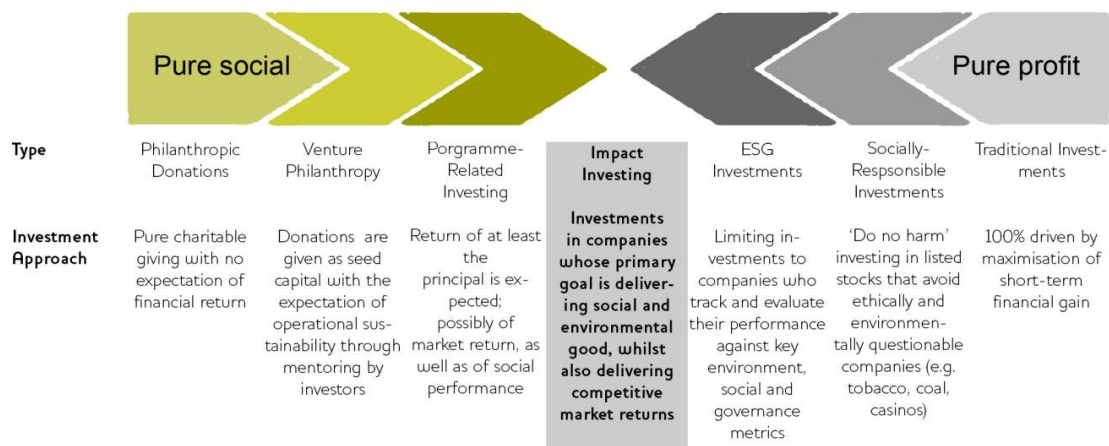 Pure social
Pure profit
Type
Philanthropic
Donations
Venture
Philanthropy
Porgramme-
Related
Investing
Impact
Investing
ESG
Investments
Socially-
Respsonsible
Investments
Traditional Invest-
ments
Investment
Approach
Pure charitable
giving with no
expectation of
financial return
Donations are
given as seed
capital with the
expectation of
operational sus-
tainability through
mentoring by
investors
Return of at least
the
principal is ex-
pected;
possibly of
market return, as
well as of social
performance
Investments
in companies
whose primary
goal is deliver-
ing social and
environmental
good, whilst
also delivering
competitive
market returns
Limiting in-
vestments to
companies who
track and evaluate
their performance
against key
environment,
social and
governance
metrics
‘Do no harm’
investing in listed
stocks that avoid
ethically and
environmen-
tally questionable
companies (e.g.
tobacco, coal,
casinos)
100% driven by
maximisation of
short-term
financial gain